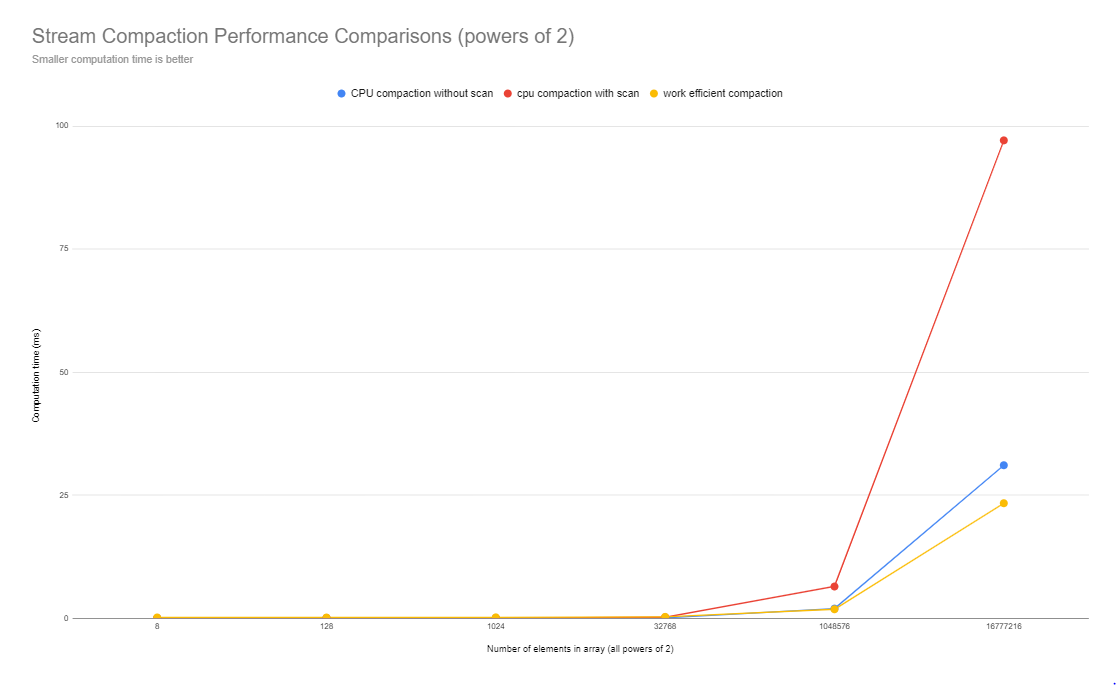 Stream Compaction Performance Comparisons (powers of 2)
Smaller computation time is better
CPU compaction without scan cpu compaction with scan work efficient compaction
100
75
50
25
0
Computation time (ms)
8 128 1024 32768 1048576 16777216
Number of elements in array (all powers of 2)